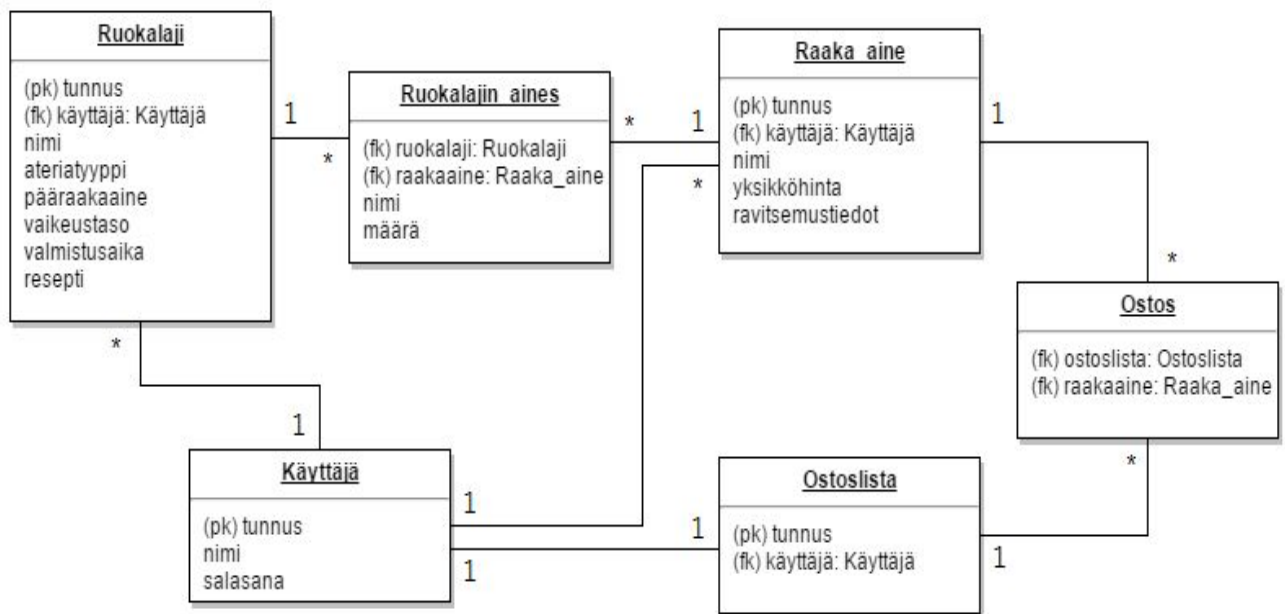 Ruokalaji
(pk) tunnus
(fk) käyttäjä: Käyttäjä
nimi
ateriatyyppi
pääraakaaine
vaikeustaso
valmistusaika
resepti
1
*
Ruokalajin_aines
(fk) ruokalaji: Ruokalaji
(fk) raakaaine: Raaka_aine
nimi
määrä
*
1
Raaka_aine
(pk) tunnus
(fk) käyttäjä: Käyttäjä
nimi
yksikköhinta
ravitsemustiedot
*
1
*
Ostos
(fk) ostoslista: Ostoslista
(fk) raakaaine: Raaka_aine
*
*
1
Käyttäjä
(pk) tunnus
nimi
salasana
1
1
1
Ostoslista
(pk) tunnus
(fk) käyttäjä: Käyttäjä
1